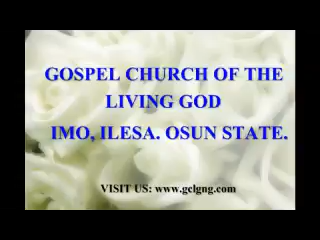 GOSPEL CHURCH OF THE
LIVING GOD
IMO, ILESA. OSUN STATE.
VISIT US: www.gclgng.com